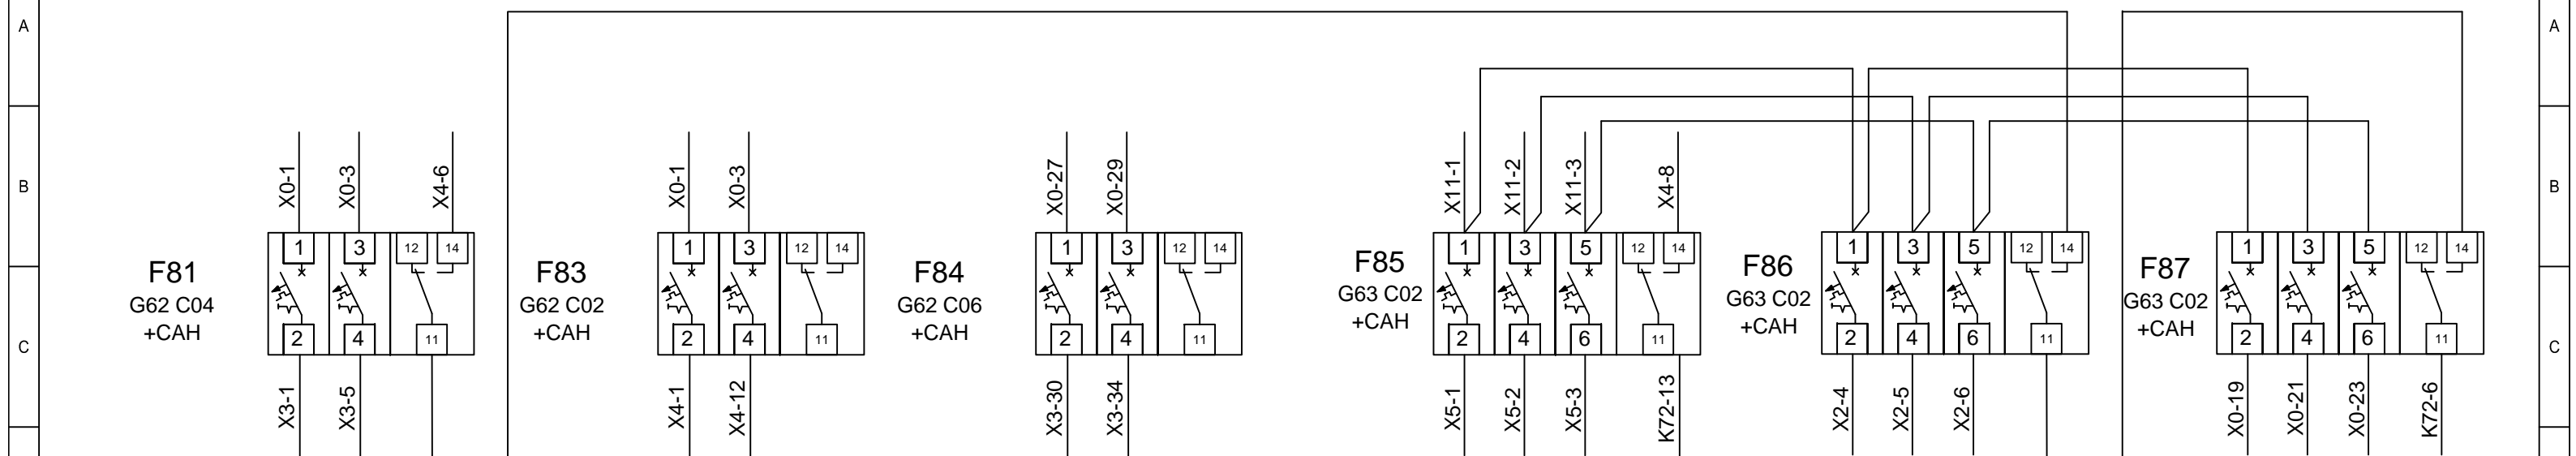 A
A
X0-1
X0-3
X4-6
X0-1
X0-3
X0-27
X0-29
X11-1
X11-2
X11-3
X4-8
B
B
1
3
12
14
1
3
12
14
1
3
12
14
1
3
5
12
14
1
3
5
12
14
1
3
5
12
14
F81
G62 C04
+CAH
F83
G62 C02
+CAH
F84
G62 C06
+CAH
F85
G63 C02
+CAH
F86
G63 C02
+CAH
F87
G63 C02
+CAH
2
4
11
2
4
11
2
4
11
2
4
6
11
2
4
6
11
2
4
6
11
C
C
X3-1
X3-5
X4-1
X4-12
X3-30
X3-34
X5-1
X5-2
X5-3
K72-13
X2-4
X2-5
X2-6
X0-19
X0-21
X0-23
K72-6